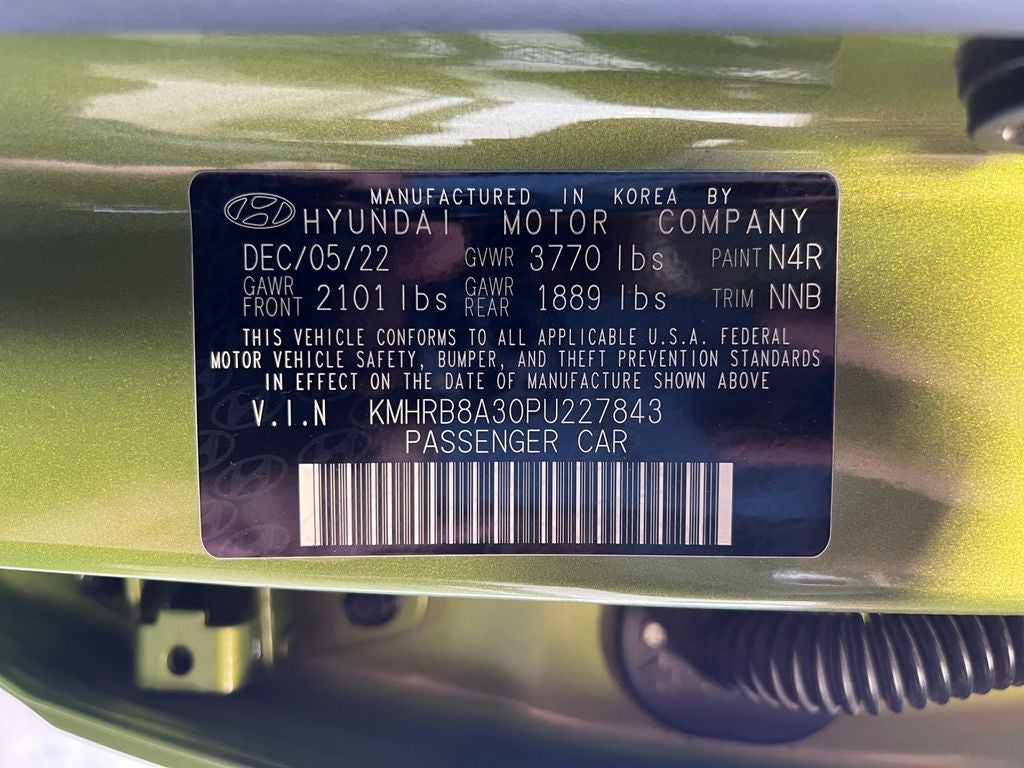 MANUFACTURED IN KOREA BY
HYUNDAI MOTOR COMPANY
DEC/05/22 GVWR 3770 lbs PAINT N4R
GAWR FRONT 2101 lbs GAWR REAR 1889 lbs TRIM NNB
THIS VEHICLE CONFORMS TO ALL APPLICABLE U.S.A. FEDERAL
MOTOR VEHICLE SAFETY, BUMPER, AND THEFT PREVENTION STANDARDS
IN EFFECT ON THE DATE OF MANUFACTURE SHOWN ABOVE
V.I.N KMHRB8A30PU227843
PASSENGER CAR